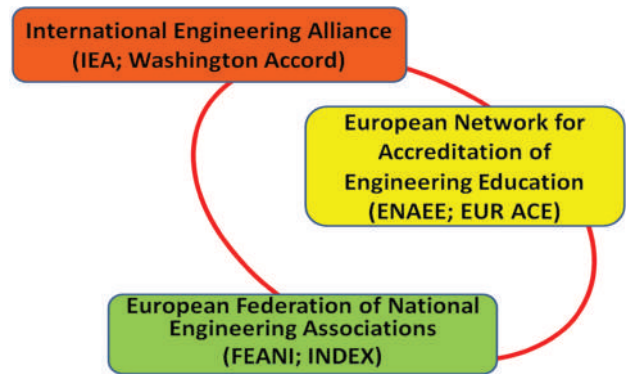 International Engineering Alliance
(IEA; Washington Accord)
European Network for
Accreditation of
Engineering Education
(ENAEE; EUR ACE)
European Federation of National
Engineering Associations
(FEANI; INDEX)